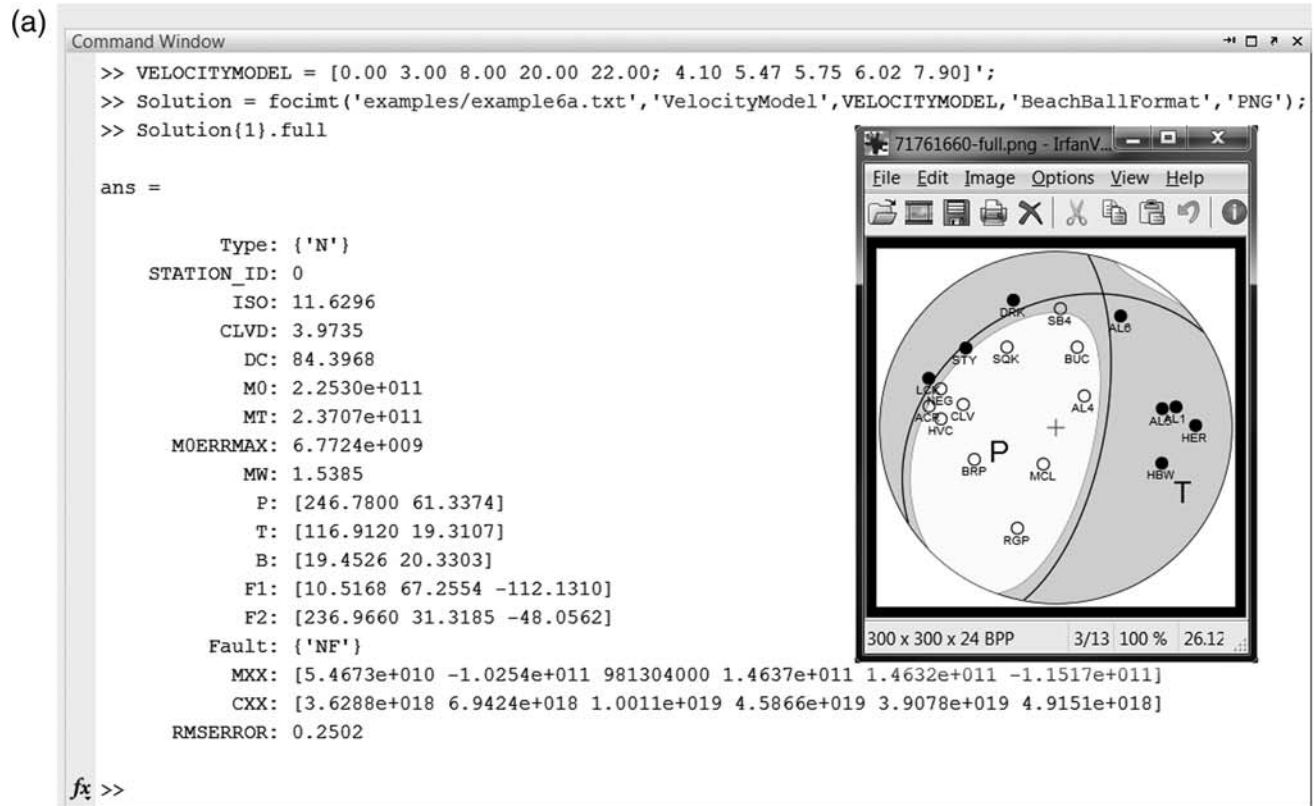 (a)
Command Window
>> VELOCITYMODEL = [0.00 3.00 8.00 20.00 22.00; 4.10 5.47 5.75 6.02 7.90]';
>> Solution = focimt('examples/example6a.txt','VelocityModel',VELOCITYMODEL,'BeachBallFormat','PNG');
>> Solution{1}.full
ans =
Type: {'N'}
STATION_ID: 0
ISO: 11.6296
CLVD: 3.9735
DC: 84.3968
M0: 2.2530e+011
MT: 2.3707e+011
M0ERRMAX: 6.7724e+009
MW: 1.5385
P: [246.7800 61.3374]
T: [116.9120 19.3107]
B: [19.4526 20.3303]
F1: [10.5168 67.2554 -112.1310]
F2: [236.9660 31.3185 -48.0562]
Fault: {'NF'}
MXX: [5.4673e+010 -1.0254e+011 981304000 1.4637e+011 1.4632e+011 -1.1517e+011]
CXX: [3.6288e+018 6.9424e+018 1.0011e+019 4.5866e+019 3.9078e+019 4.9151e+018]
RMSERROR: 0.2502
fx >>
71761660-full.png - IrfanV...
File Edit Image Options View Help
DRK
SB4
AL6
STY
SQK
BUC
LCK
NEG
ACR
CLV
HVC
AL4
AL5
AL1
HER
BRP
P
MCL
HBW
T
RGP
300 x 300 x 24 BPP 3/13 100 % 26.12